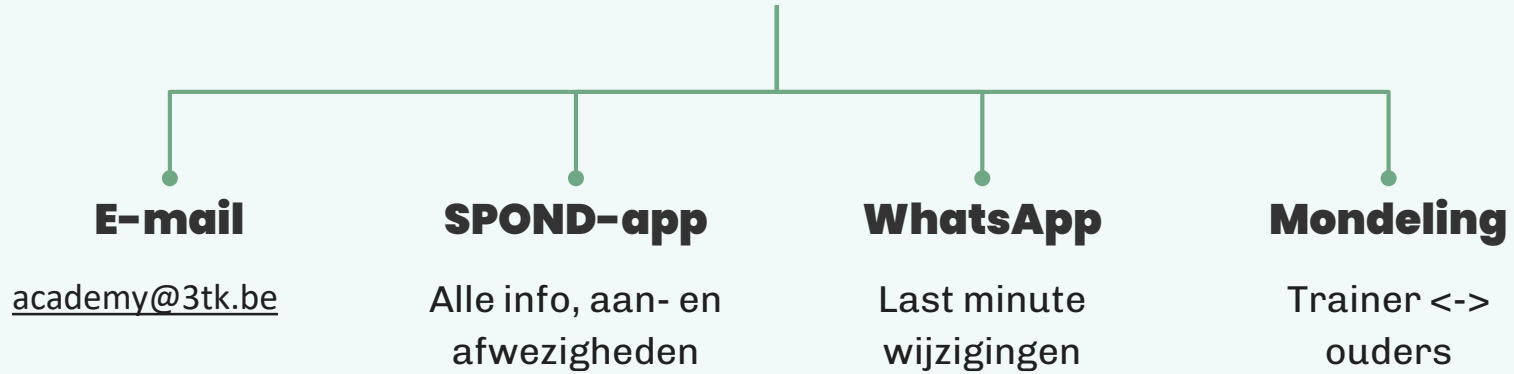 E-mail
academy@3tk.be
SPOND-app
Alle info, aan- en
afwezigheden
WhatsApp
Last minute
wijzigingen
Mondeling
Trainer <->
ouders